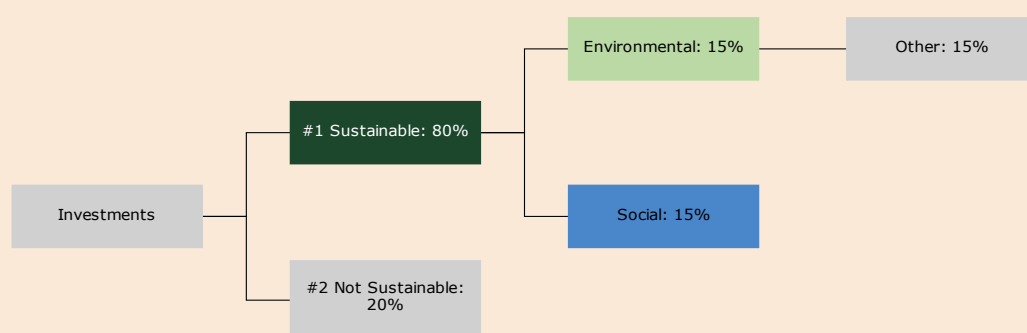 Environmental: 15%
Other: 15%
#1 Sustainable: 80%
Investments
Social: 15%
#2 Not Sustainable:
20%